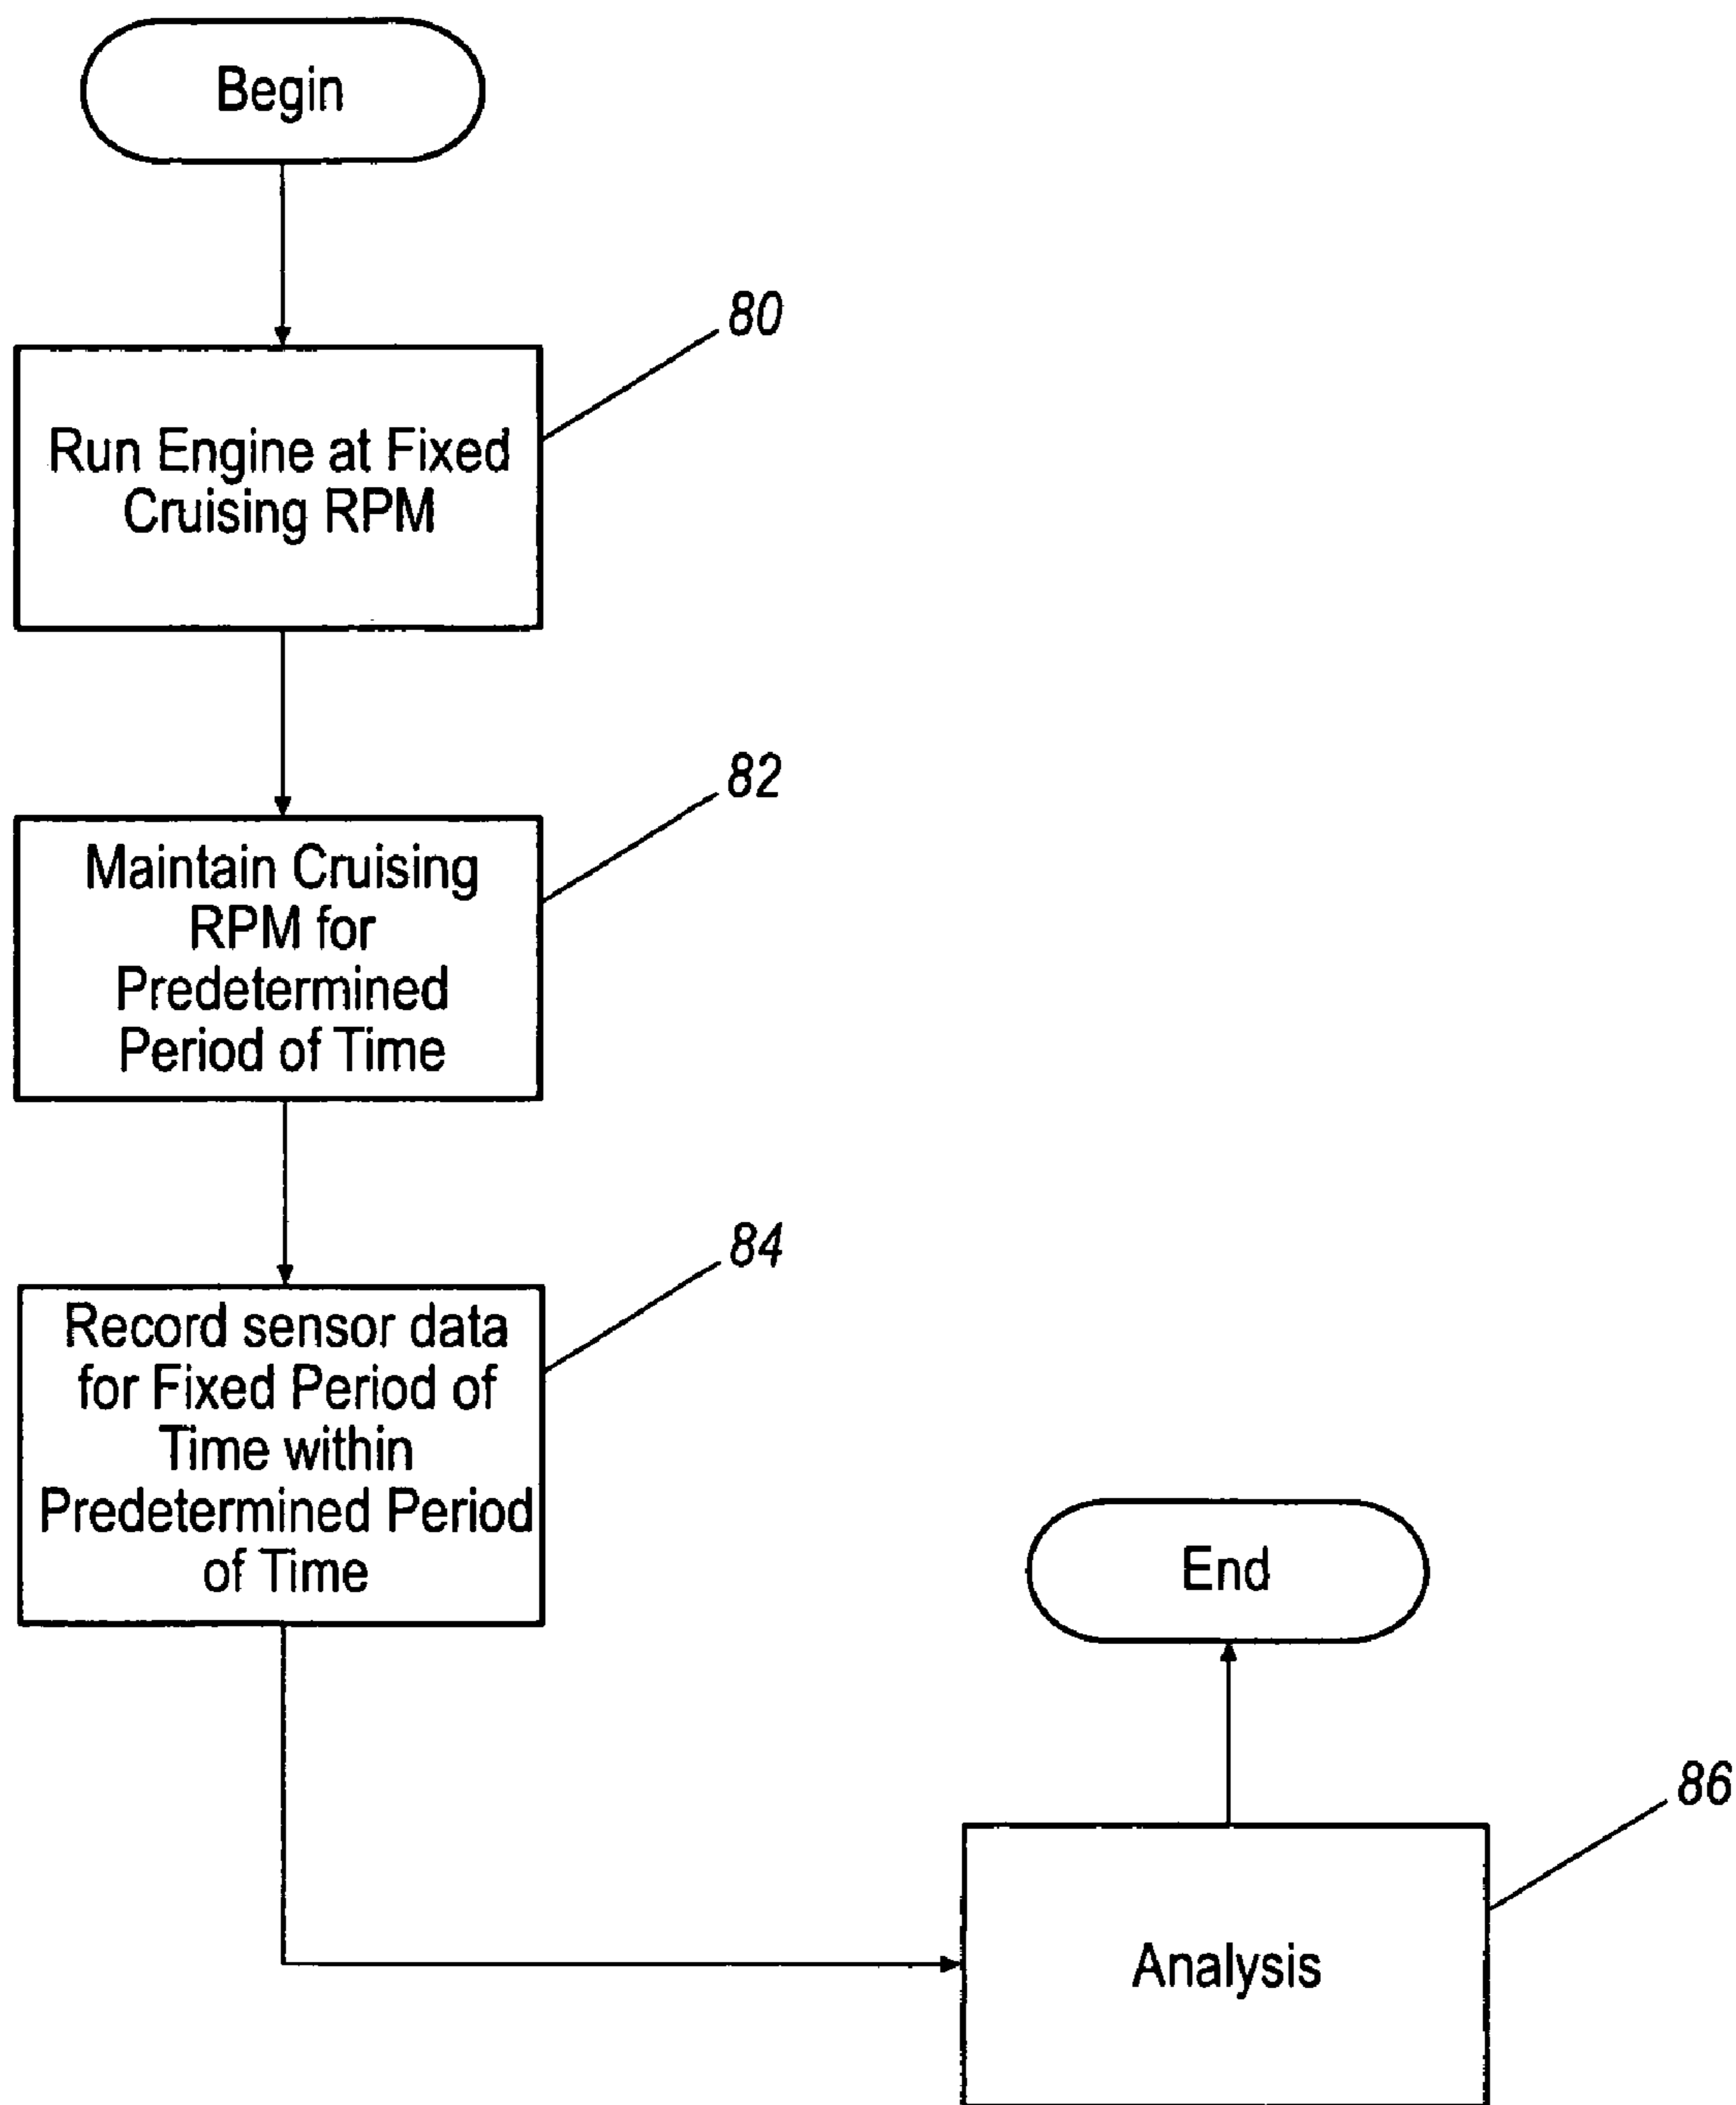 Begin
80
Run Engine at Fixed
Cruising RPM
82
Maintain Cruising
RPM for
Predetermined
Period of Time
84
Record sensor data
for Fixed Period of
Time within
Predetermined Period
of Time
End
86
Analysis